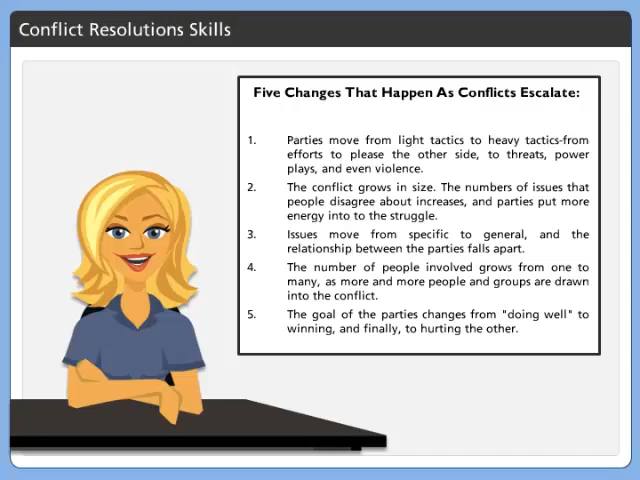 Conflict Resolutions Skills
Five Changes That Happen As Conflicts Escalate:
1. Parties move from light tactics to heavy tactics-from
efforts to please the other side, to threats, power
plays, and even violence.
2. The conflict grows in size. The numbers of issues that
people disagree about increases, and parties put more
energy into to the struggle.
3. Issues move from specific to general, and the
relationship between the parties falls apart.
4. The number of people involved grows from one to
many, as more and more people and groups are drawn
into the conflict.
5. The goal of the parties changes from "doing well" to
winning, and finally, to hurting the other.